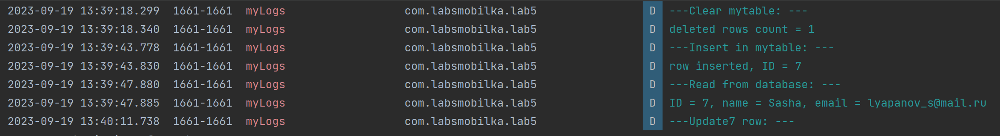 2023-09-19 13:39:18.299 1661-1661 myLogs com.labsmobilka.lab5 D ---Clear mytable: ---
2023-09-19 13:39:18.340 1661-1661 myLogs com.labsmobilka.lab5 D deleted rows count = 1
2023-09-19 13:39:43.778 1661-1661 myLogs com.labsmobilka.lab5 D ---Insert in mytable: ---
2023-09-19 13:39:43.830 1661-1661 myLogs com.labsmobilka.lab5 D row inserted, ID = 7
2023-09-19 13:39:47.880 1661-1661 myLogs com.labsmobilka.lab5 D ---Read from database: ---
2023-09-19 13:39:47.885 1661-1661 myLogs com.labsmobilka.lab5 D ID = 7, name = Sasha, email = lyapanov_s@mail.ru
2023-09-19 13:40:11.738 1661-1661 myLogs com.labsmobilka.lab5 D ---Update7 row: ---